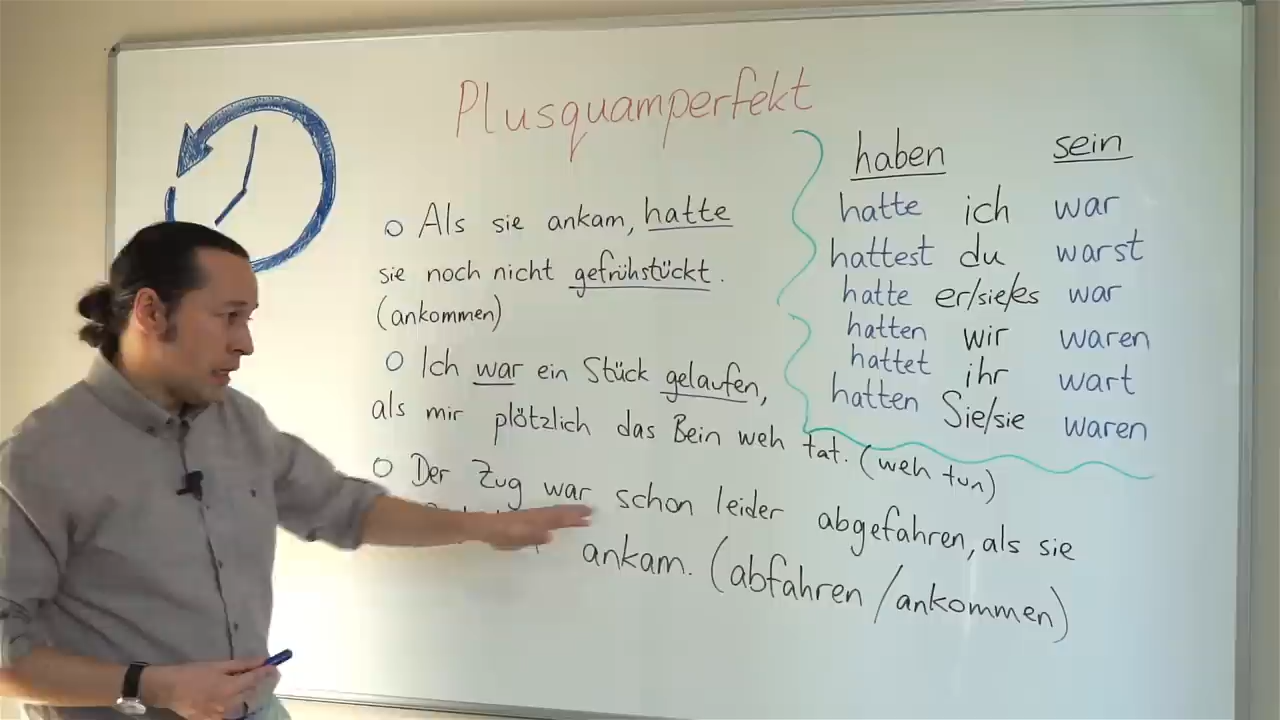 Plusquamperfekt
o Als sie ankam, hatte
sie noch nicht gefrühstückt.
(ankommen)
o Ich war ein Stück gelaufen,
als mir plötzlich das Bein weh tat. (weh tun)
o Der Zug war schon leider abgefahren, als sie
ankam. (abfahren/ankommen)
haben sein
hatte ich war
hattest du warst
hatte er/sie/es war
hatten wir waren
hattet ihr wart
hatten Sie/sie waren